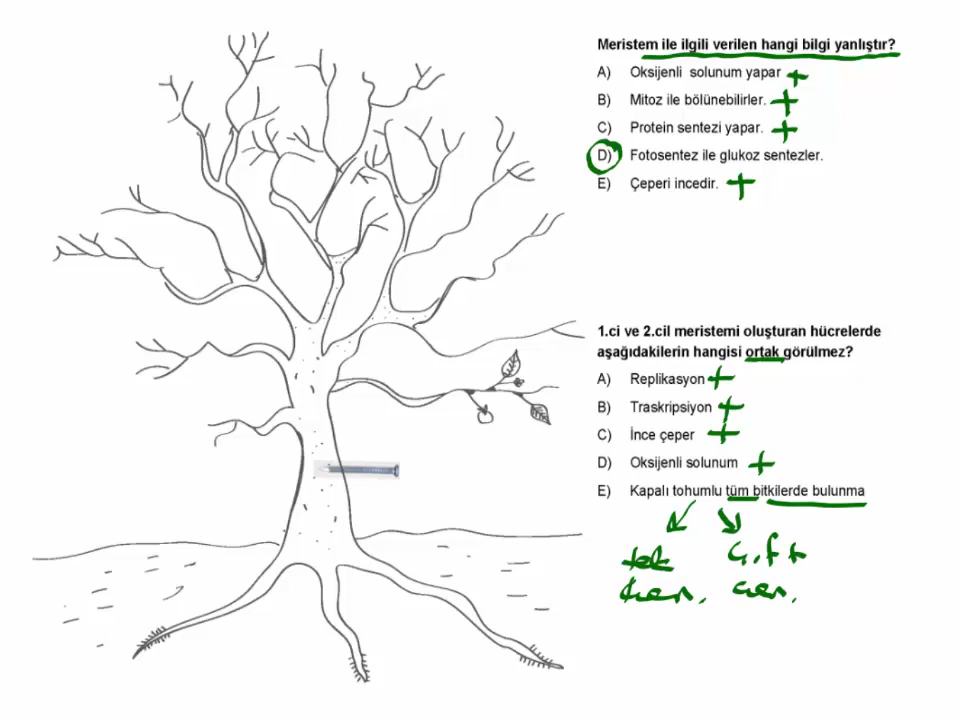 Meristem ile ilgili verilen hangi bilgi yanlıştır?
A) Oksijenli solunum yapar +
B) Mitoz ile bölünebilirler. +
C) Protein sentezi yapar. +
D) Fotosentez ile glukoz sentezler.
E) Çeperi incedir. +
1.ci ve 2.cil meristemi oluşturan hücrelerde
aşağıdakilerin hangisi ortak görülmez?
A) Replikasyon +
B) Traskripsiyon +
C) İnce çeper +
D) Oksijenli solunum +
E) Kapalı tohumlu tüm bitkilerde bulunma
tek çift
çen. çen.